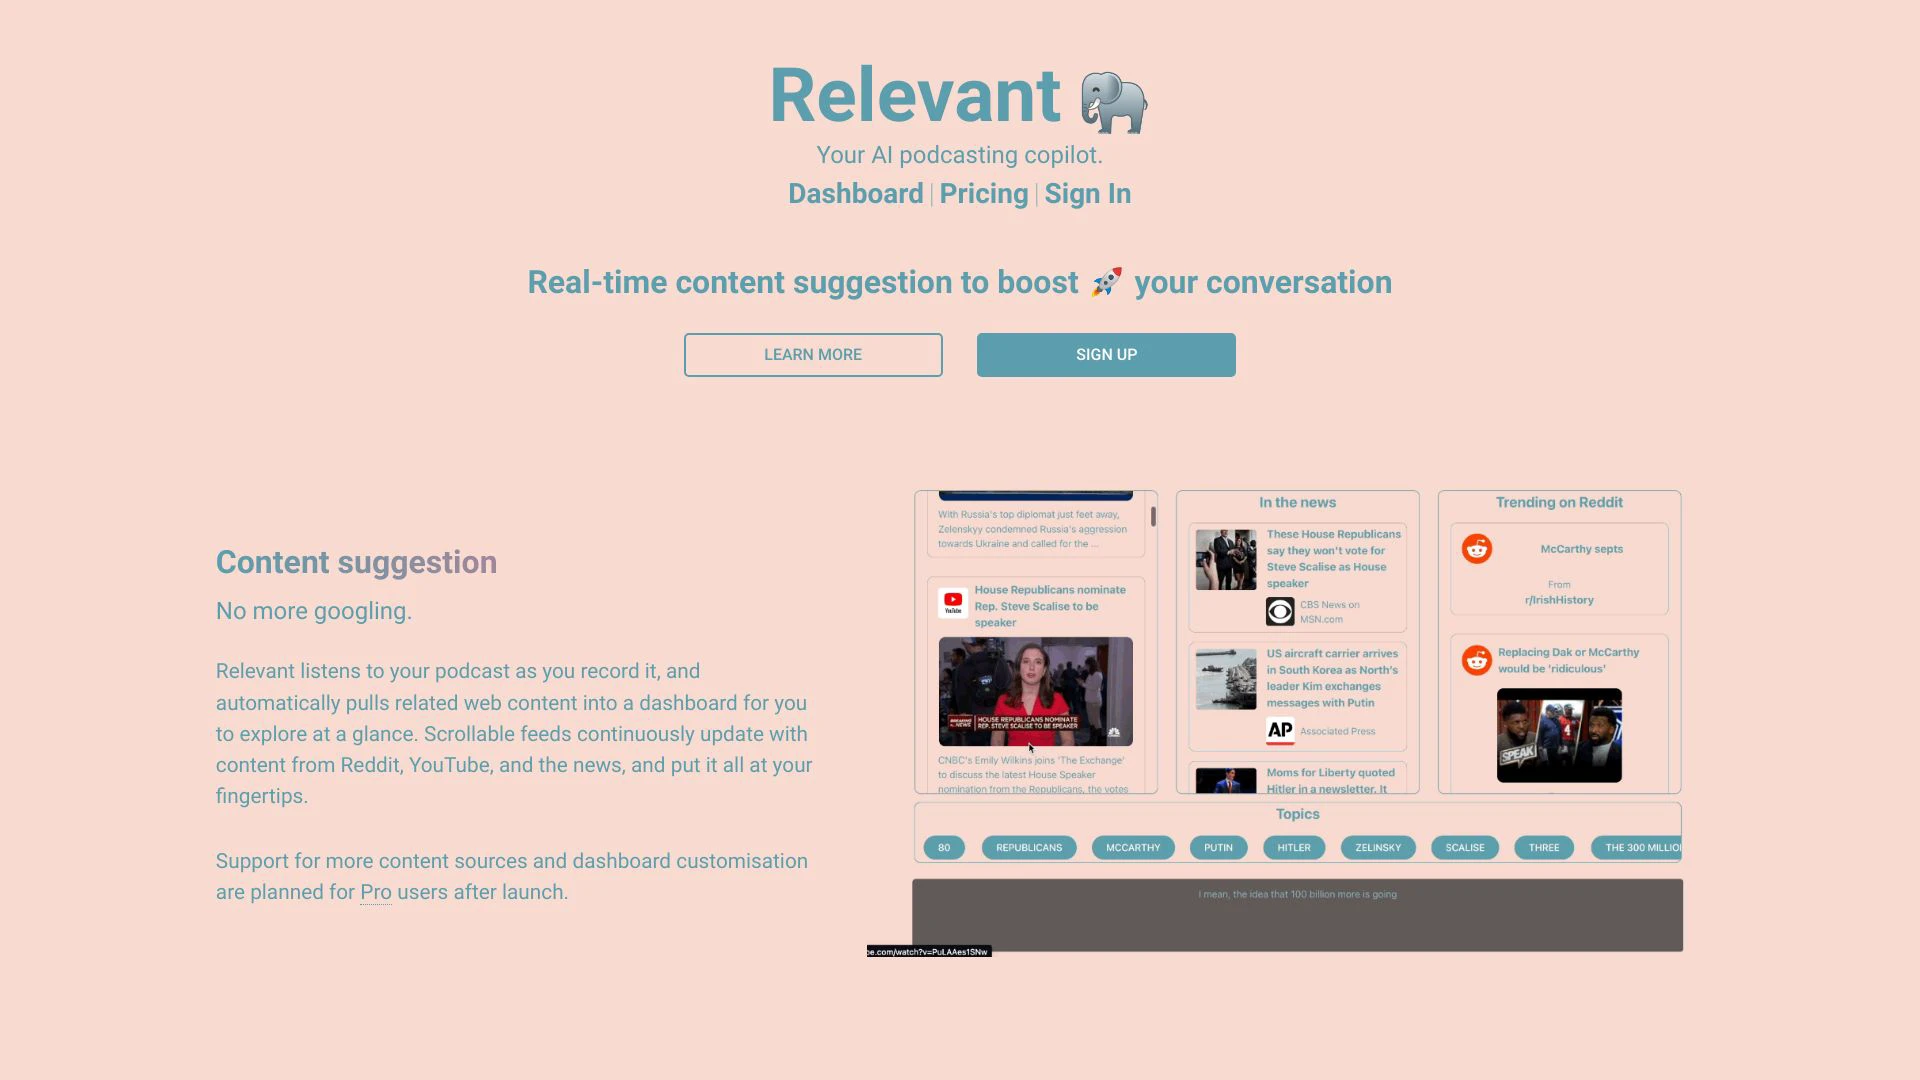 Relevant
Your AI podcasting copilot.
Dashboard | Pricing | Sign In
Real-time content suggestion to boost 🚀 your conversation
LEARN MORE
SIGN UP
Content suggestion
No more googling.
Relevant listens to your podcast as you record it, and
automatically pulls related web content into a dashboard for you
to explore at a glance. Scrollable feeds continuously update with
content from Reddit, YouTube, and the news, and put it all at your
fingertips.
Support for more content sources and dashboard customisation
are planned for Pro users after launch.
With Russia's top diplomat just feet away,
Zelenskyy condemned Russia's aggression
towards Ukraine and called for the ...
YouTube
House Republicans nominate
Rep. Steve Scalise to be
speaker
BREAKING NEWS
HOUSE REPUBLICANS NOMINATE
REP. STEVE SCALISE TO BE SPEAKER
CNBC's Emily Wilkins joins 'The Exchange'
to discuss the latest House Speaker
nomination from the Republicans, the votes
In the news
These House Republicans
say they won't vote for
Steve Scalise as House
speaker
CBS News on
MSN.com
US aircraft carrier arrives
in South Korea as North's
leader Kim exchanges
messages with Putin
AP
Associated Press
Moms for Liberty quoted
Hitler in a newsletter. It
Trending on Reddit
McCarthy septs
From
r/IrishHistory
Replacing Dak or McCarthy
would be 'ridiculous'
SPEAK
Topics
80
REPUBLICANS
MCCARTHY
PUTIN
HITLER
ZELINSKY
SCALISE
THREE
THE 300 MILLIO
I mean, the idea that 100 billion more is going
be.com/watch?v=PuLAAes1SNw